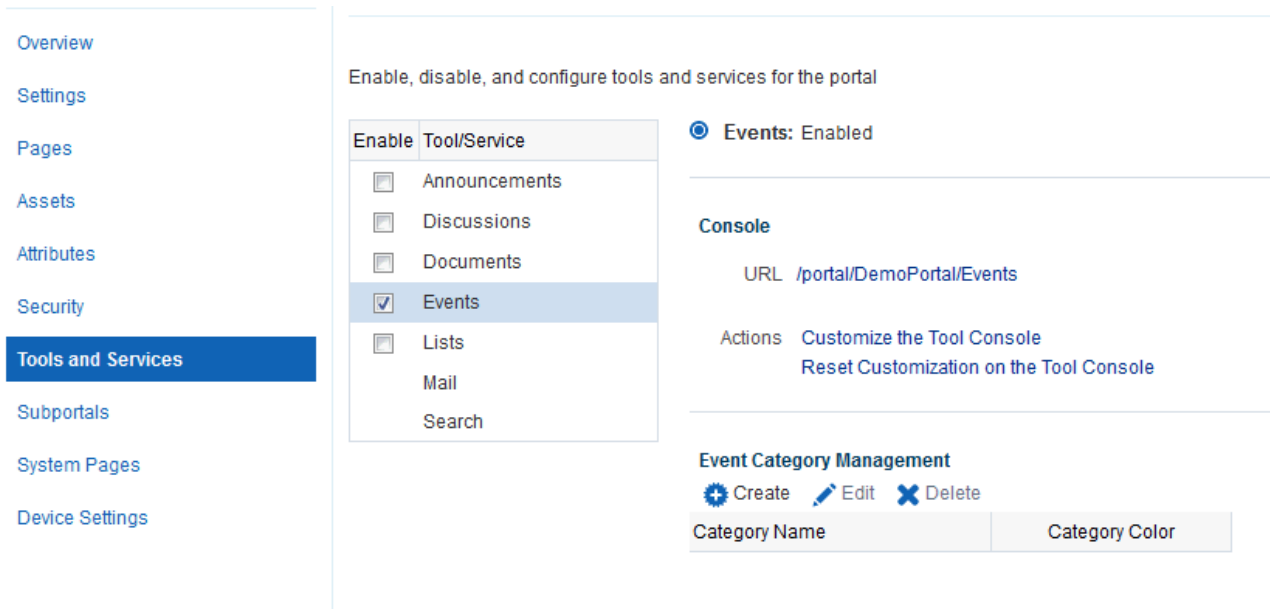 Overview
Settings
Pages
Assets
Attributes
Security
Tools and Services
Subportals
System Pages
Device Settings
Enable, disable, and configure tools and services for the portal
Enable Tool/Service
Announcements
Discussions
Documents
Events
Lists
Mail
Search
Events: Enabled
Console
URL /portal/DemoPortal/Events
Actions Customize the Tool Console
Reset Customization on the Tool Console
Event Category Management
Create Edit Delete
Category Name Category Color